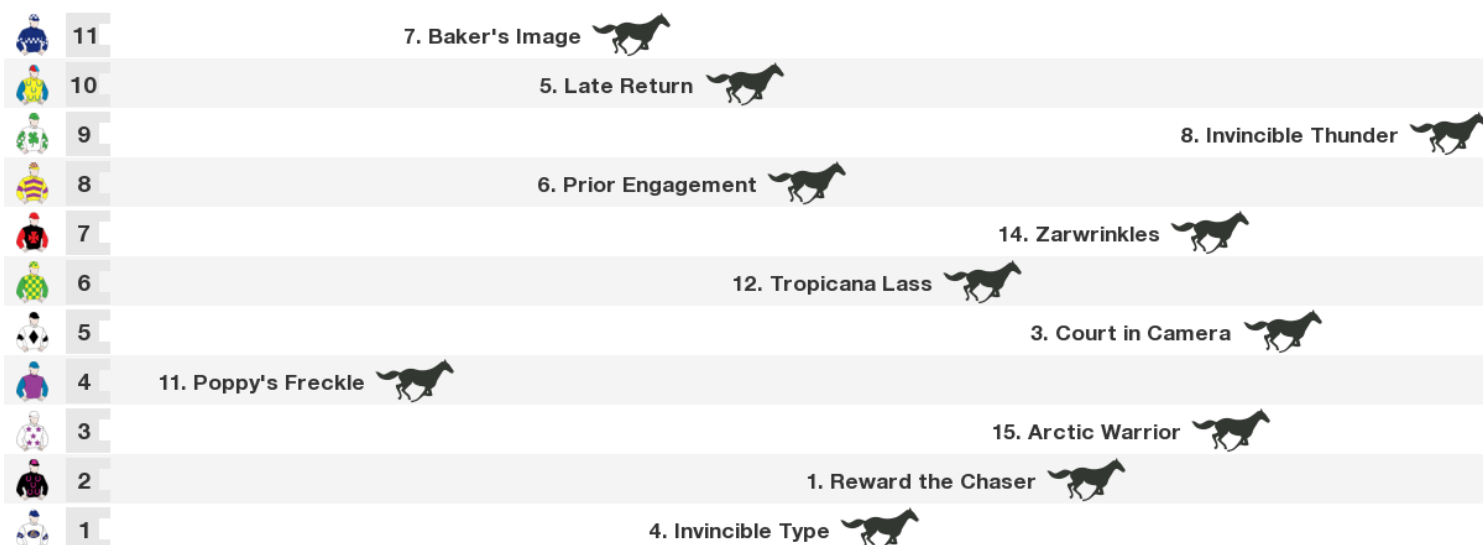 11 7. Baker's Image
10 5. Late Return
9 8. Invincible Thunder
8 6. Prior Engagement
7 14. Zarwrinkles
6 12. Tropicana Lass
5 3. Court in Camera
4 11. Poppy's Freckle
3 15. Arctic Warrior
2 1. Reward the Chaser
1 4. Invincible Type